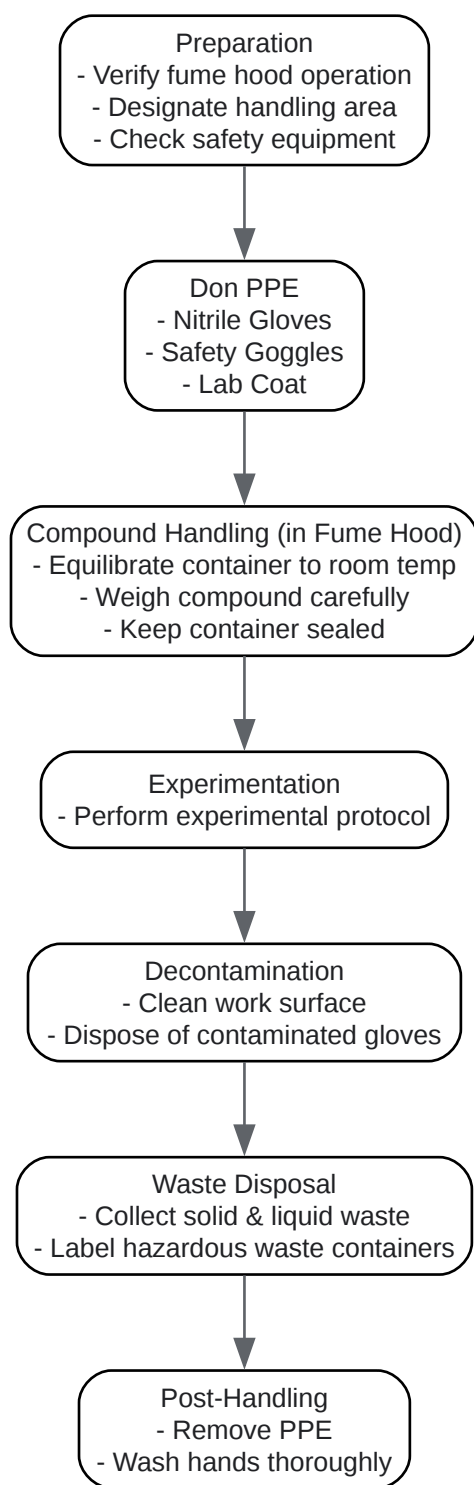 Preparation
- Verify fume hood operation
- Designate handling area
- Check safety equipment
Don PPE
- Nitrile Gloves
- Safety Goggles
- Lab Coat
Compound Handling (in Fume Hood)
- Equilibrate container to room temp
- Weigh compound carefully
- Keep container sealed
Experimentation
- Perform experimental protocol
Decontamination
- Clean work surface
- Dispose of contaminated gloves
Waste Disposal
- Collect solid & liquid waste
- Label hazardous waste containers
Post-Handling
- Remove PPE
- Wash hands thoroughly